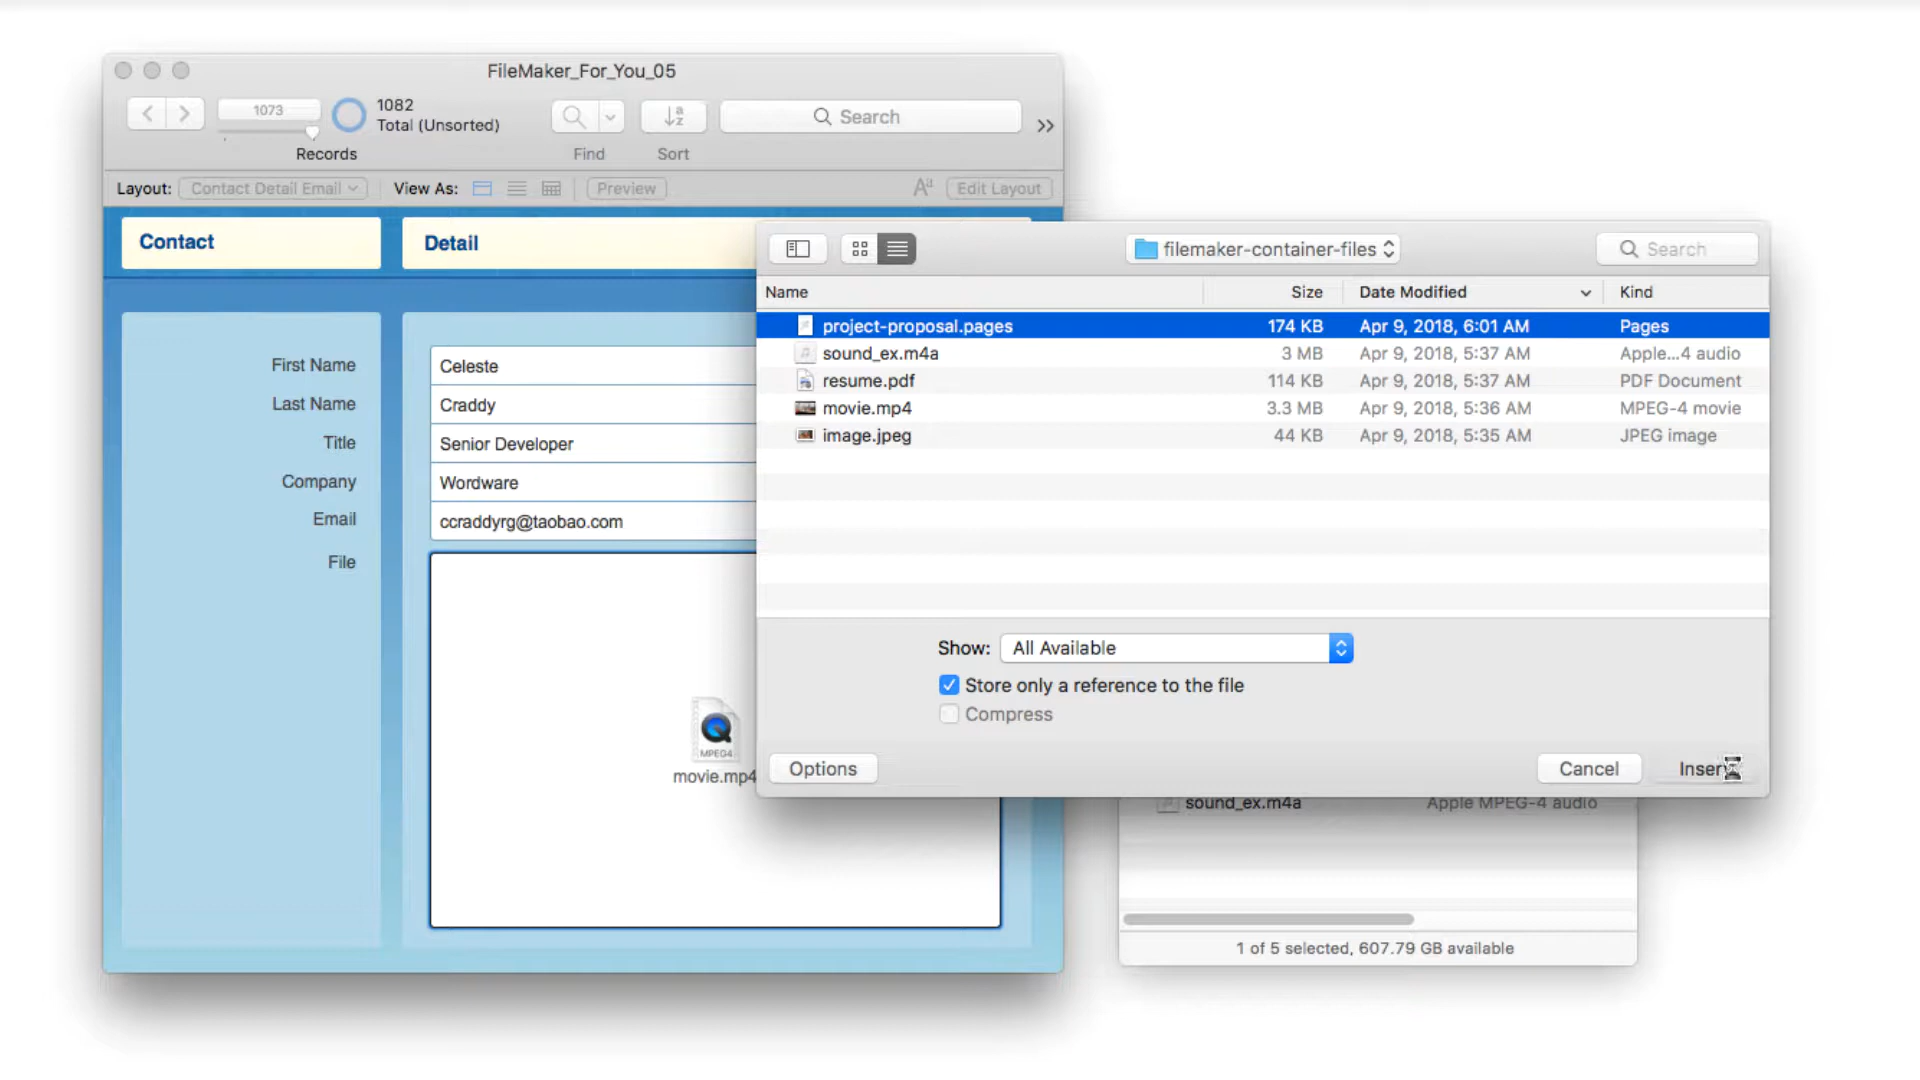 FileMaker_For_You_05
1073
1082
Total (Unsorted)
Search
Records
Find
Sort
Layout:
Contact Detail Email
View As:
Preview
Aa
Edit Layout
Contact
Detail
First Name
Celeste
Last Name
Craddy
Title
Senior Developer
Company
Wordware
Email
ccraddyrg@taobao.com
File
MPEG4
movie.mp4
filemaker-container-files
Search
Name Size Date Modified Kind
project-proposal.pages 174 KB Apr 9, 2018, 6:01 AM Pages
sound_ex.m4a 3 MB Apr 9, 2018, 5:37 AM Apple...4 audio
resume.pdf 114 KB Apr 9, 2018, 5:37 AM PDF Document
movie.mp4 3.3 MB Apr 9, 2018, 5:36 AM MPEG-4 movie
image.jpeg 44 KB Apr 9, 2018, 5:35 AM JPEG image
Show: All Available
Store only a reference to the file
Compress
Options
Cancel
sound_ex.m4a Apple MPEG-4 audio
1 of 5 selected, 607.79 GB available